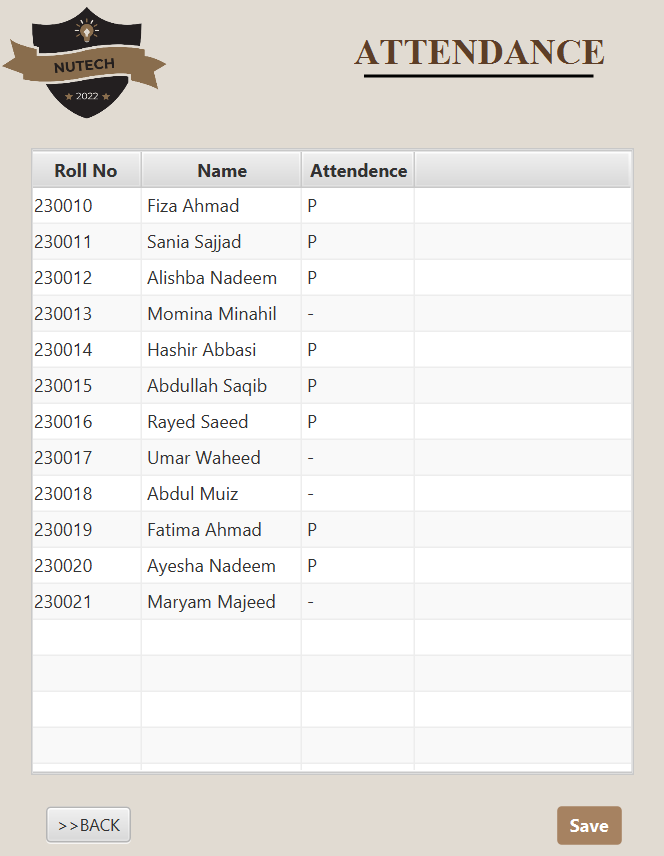 NUTECH
★ 2022 ★
ATTENDANCE
Roll No Name Attendence
230010 Fiza Ahmad P
230011 Sania Sajjad P
230012 Alishba Nadeem P
230013 Momina Minahil -
230014 Hashir Abbasi P
230015 Abdullah Saqib P
230016 Rayed Saeed P
230017 Umar Waheed -
230018 Abdul Muiz -
230019 Fatima Ahmad P
230020 Ayesha Nadeem P
230021 Maryam Majeed -
>>BACK Save